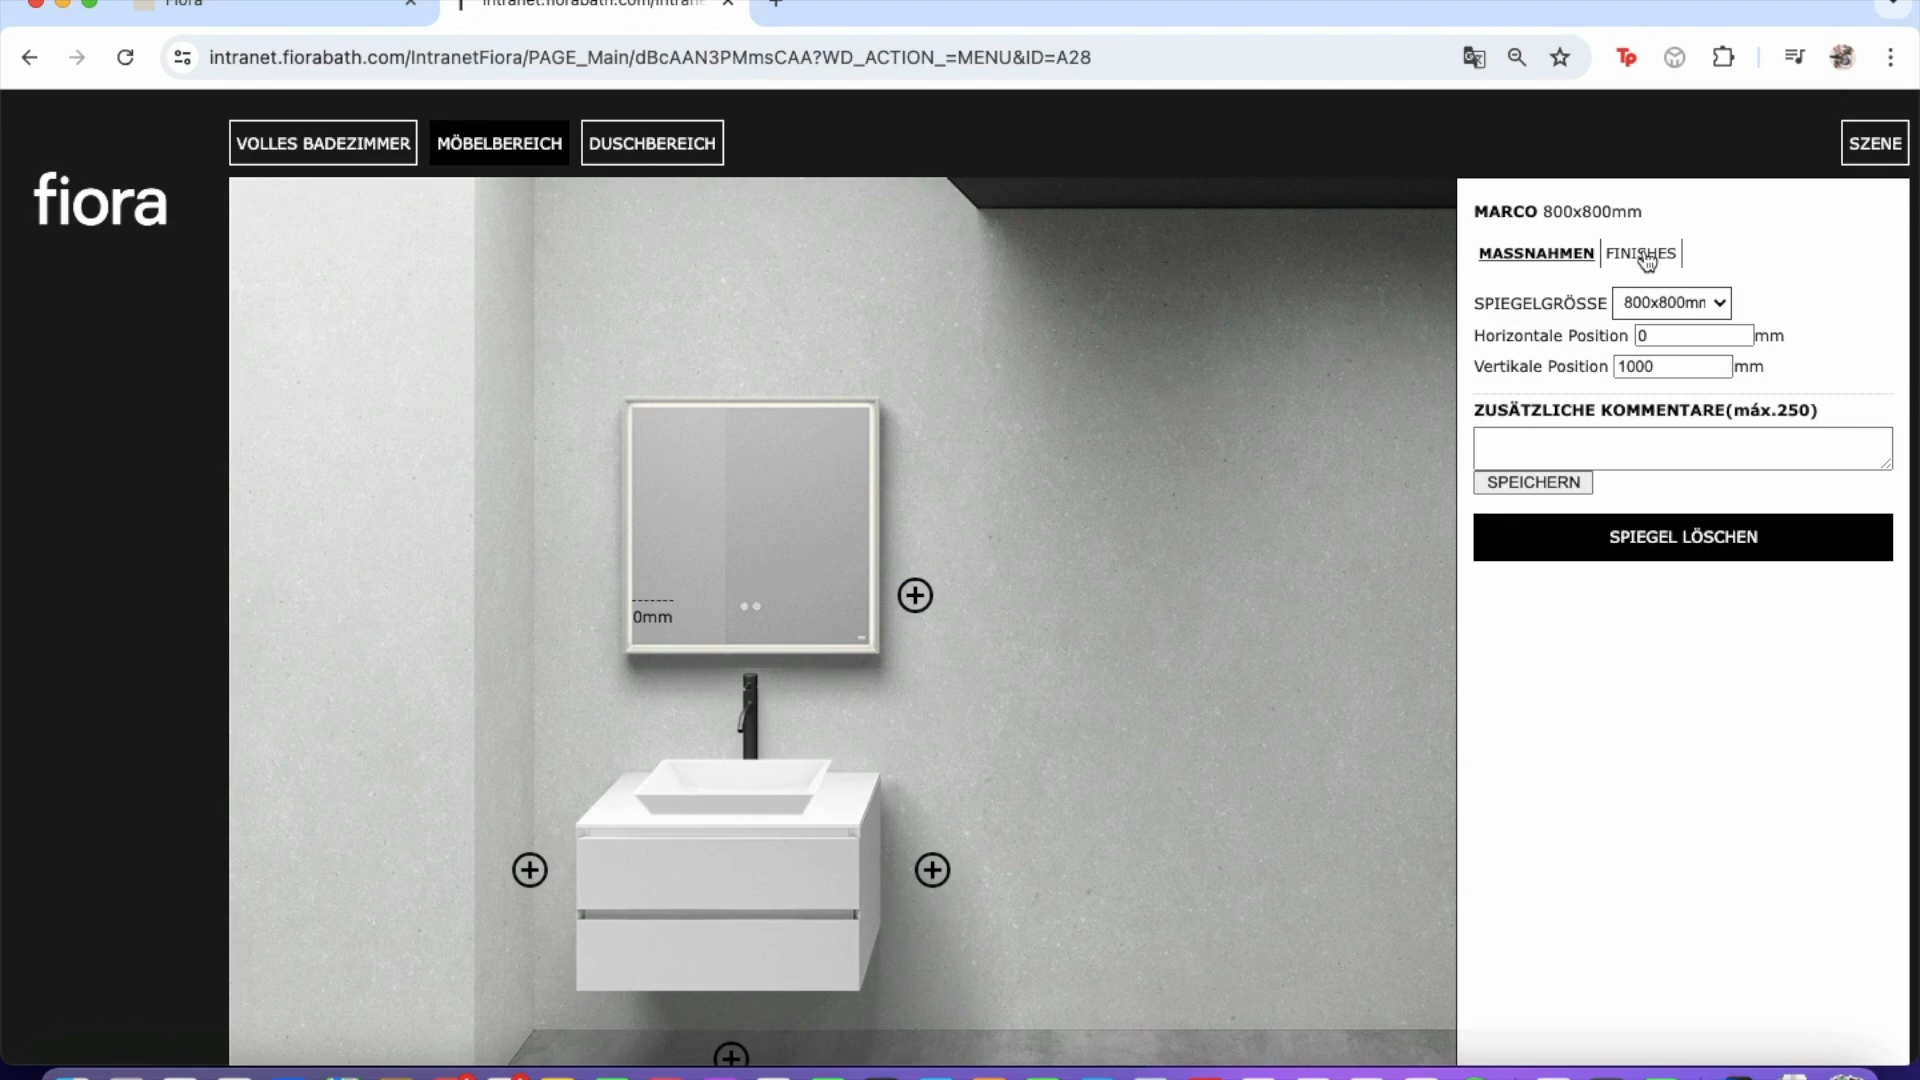 Fiora
intranet.fiorabath.com/IntranetFiora/PAGE_Main/dBcAAN3PMmsCAA?WD_ACTION_=MENU&ID=A28
VOLLES BADEZIMMER
MÖBELBEREICH
DUSCHBEREICH
SZENE
fiora
MARCO 800x800mm
MASSNAHMEN
FINISHES
SPIEGELGRÖSSE 800x800mm
Horizontale Position 0 mm
Vertikale Position 1000 mm
ZUSÄTZLICHE KOMMENTARE(máx.250)
SPEICHERN
SPIEGEL LÖSCHEN
0mm